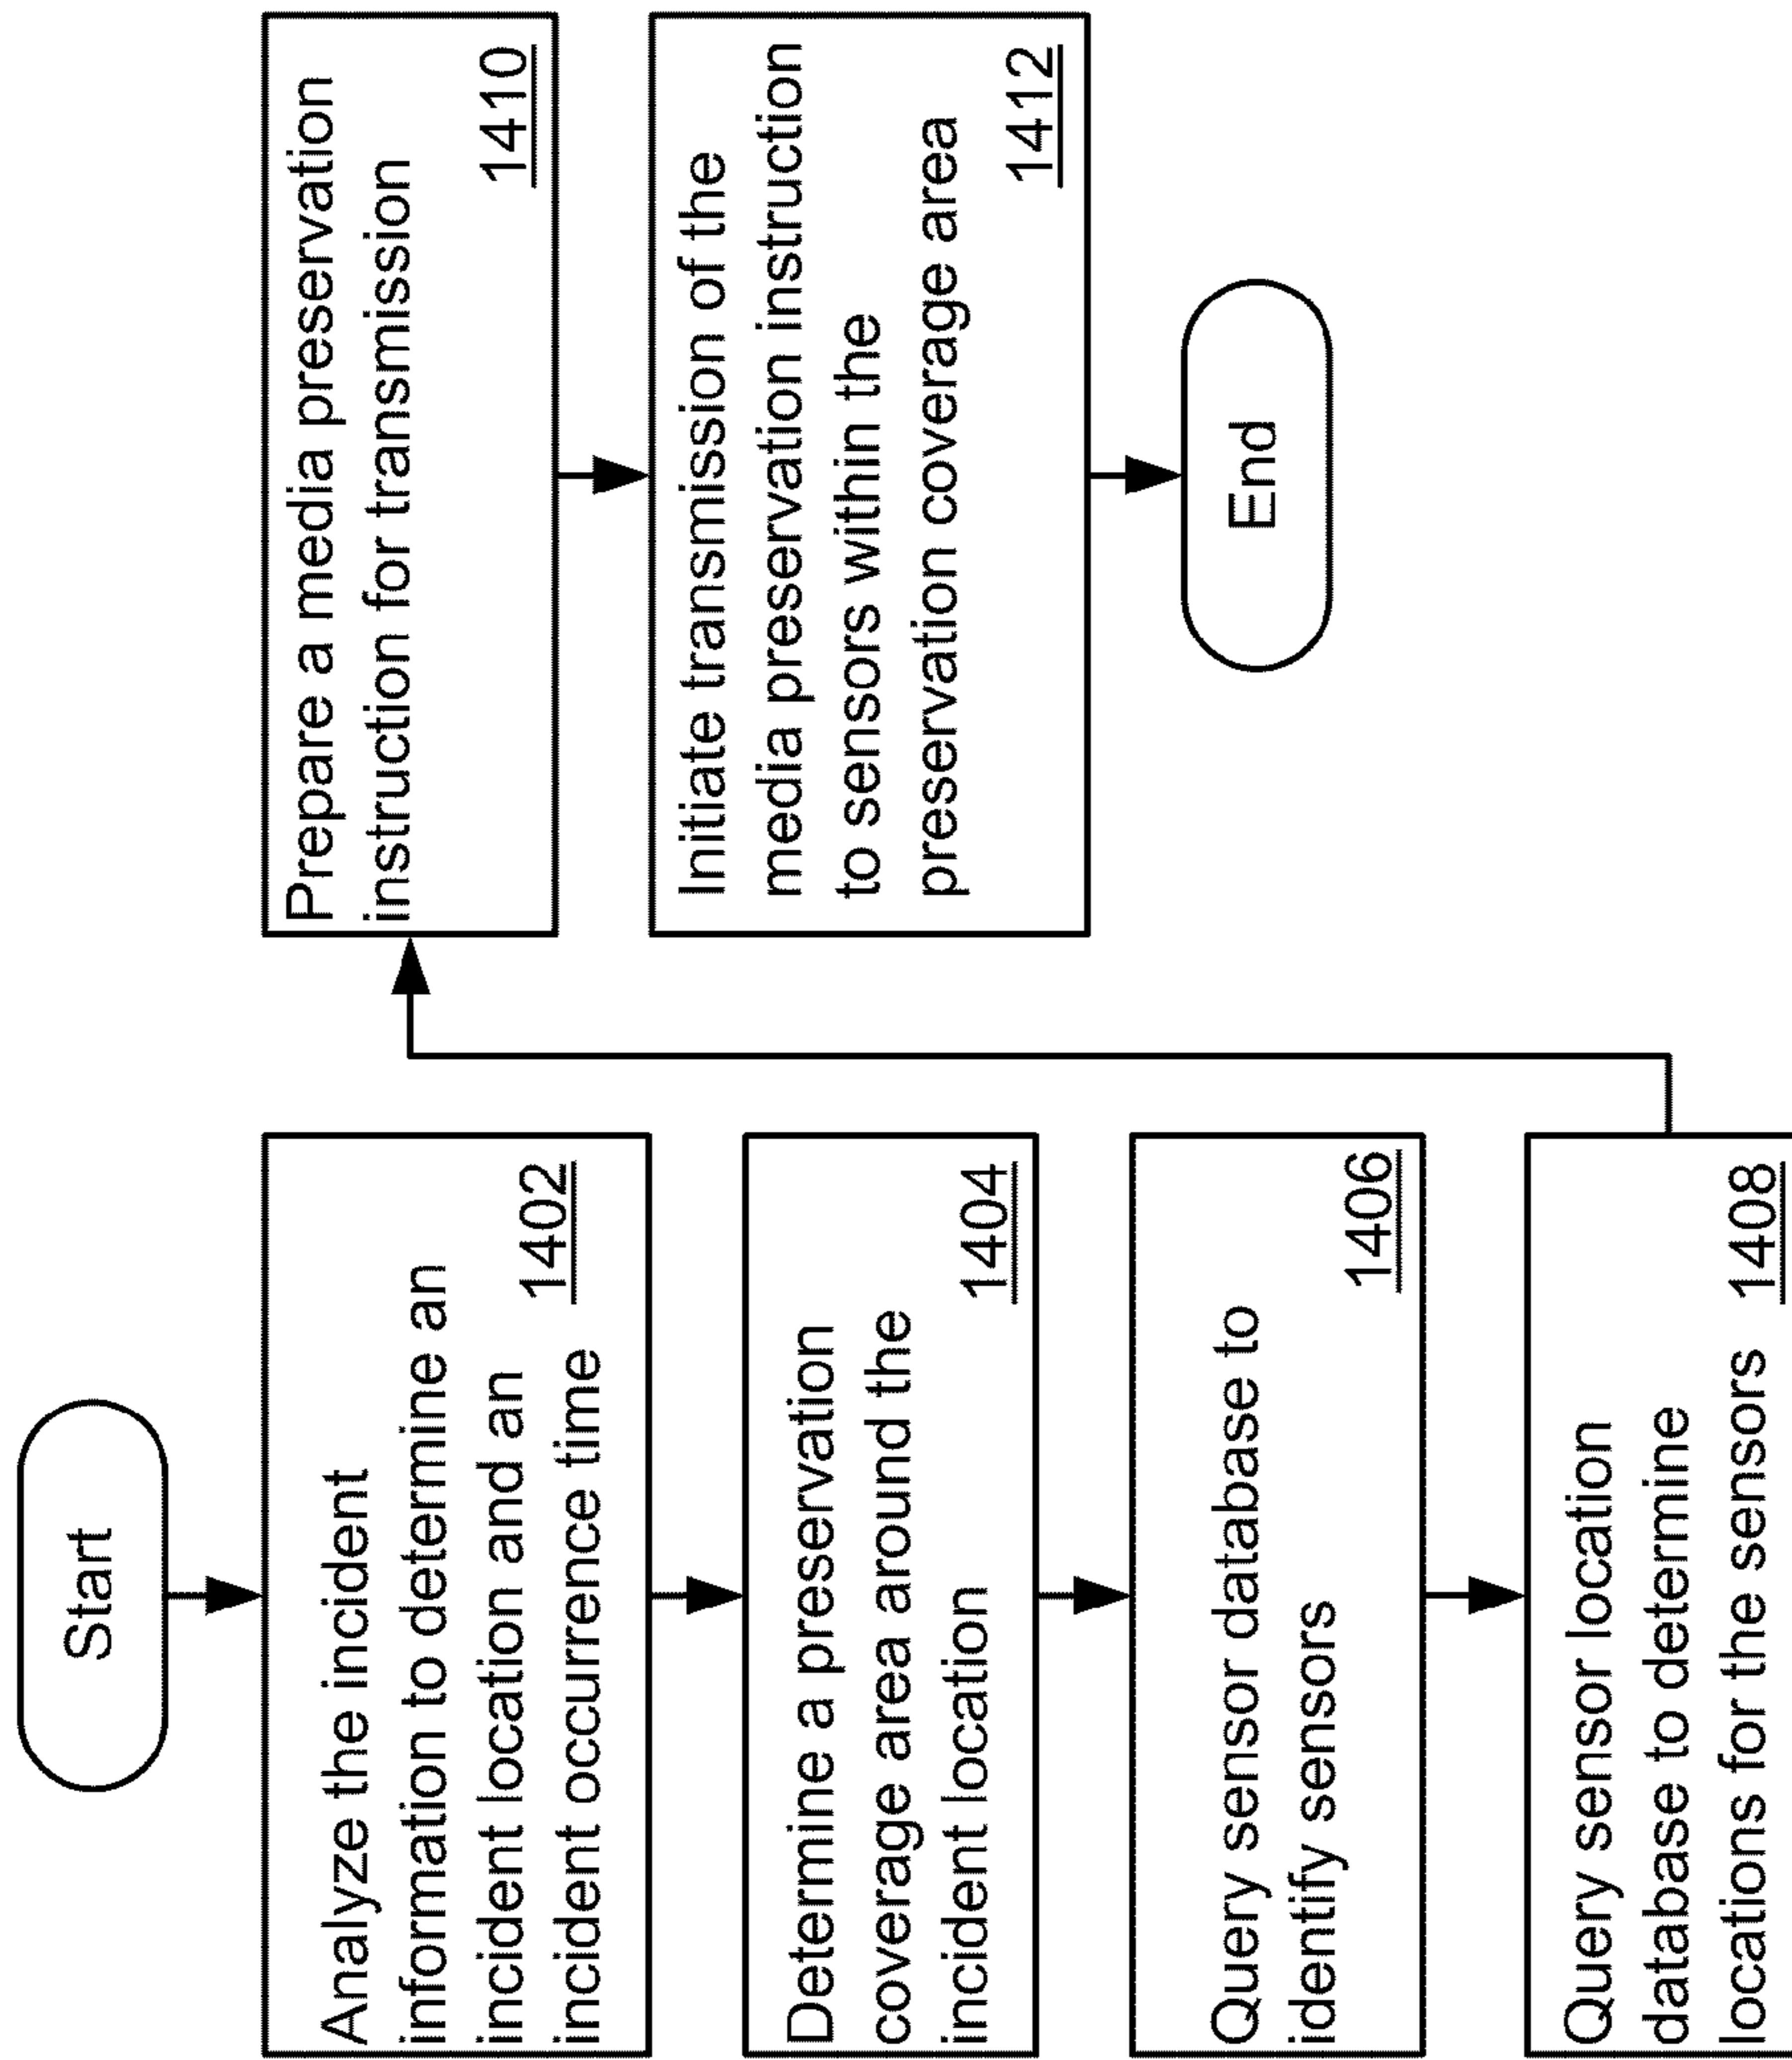 Start
Analyze the incident
information to determine an
incident location and an
incident occurrence time
1402
Determine a preservation
coverage area around the
incident location
1404
Query sensor database to
identify sensors
1406
Query sensor location
database to determine
locations for the sensors
1408
Prepare a media preservation
instruction for transmission
1410
Initiate transmission of the
media preservation instruction
to sensors within the
preservation coverage area
1412
End